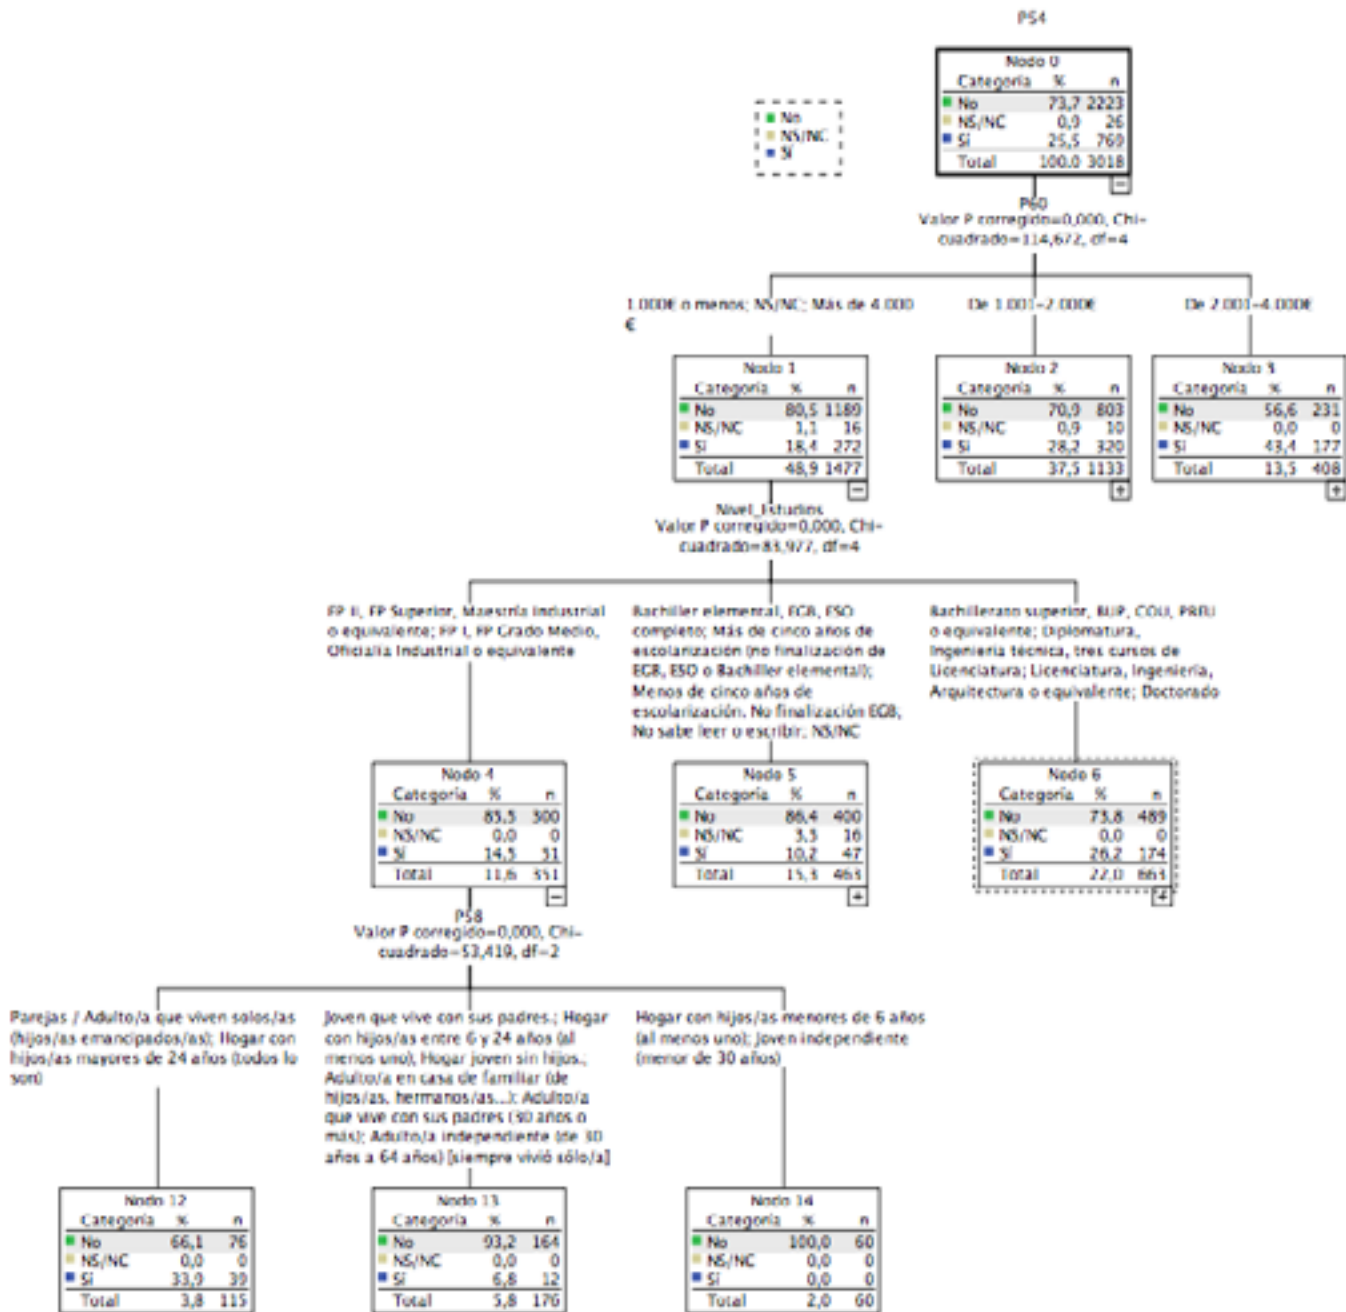 P54
Nodo 0
Categoría % n
No 73,7 2223
NS/NC 0,9 26
Sí 25,5 769
Total 100,0 3018
No
NS/NC
Sí
P60
Valor P corregido=0,000, Chi-
cuadrado=114,672, df=4
1.000€ o menos; NS/NC; Más de 4.000
€
De 1.001-2.000€
De 2.001-4.000€
Nodo 1
Categoría % n
No 80,5 1189
NS/NC 1,1 16
Sí 18,4 272
Total 48,9 1477
Nodo 2
Categoría % n
No 70,9 803
NS/NC 0,9 10
Sí 28,2 320
Total 37,5 1133
Nodo 3
Categoría % n
No 56,6 231
NS/NC 0,0 0
Sí 43,4 177
Total 13,5 408
Nivel_Estudios
Valor P corregido=0,000, Chi-
cuadrado=83,977, df=4
FP II, FP Superior, Maestría Industrial
o equivalente; FP I, FP Grado Medio,
Oficialía Industrial o equivalente
Bachiller elemental, EGB, ESO
completo; Más de cinco años de
escolarización (no finalización de
EGB, ESO o Bachiller elemental);
Menos de cinco años de
escolarización. No finalización EGB;
No sabe leer o escribir; NS/NC
Bachillerato superior, BUP, COU, PREU
o equivalente; Diplomatura,
Ingeniería técnica, tres cursos de
Licenciatura; Licenciatura, Ingeniería,
Arquitectura o equivalente; Doctorado
Nodo 4
Categoría % n
No 85,5 300
NS/NC 0,0 0
Sí 14,5 51
Total 11,6 351
Nodo 5
Categoría % n
No 86,4 400
NS/NC 3,5 16
Sí 10,2 47
Total 15,3 463
Nodo 6
Categoría % n
No 73,8 489
NS/NC 0,0 0
Sí 26,2 174
Total 22,0 663
P58
Valor P corregido=0,000, Chi-
cuadrado=53,419, df=2
Parejas / Adulto/a que viven solos/as
(hijos/as emancipados/as); Hogar con
hijos/as mayores de 24 años (todos lo
son)
Joven que vive con sus padres.; Hogar
con hijos/as entre 6 y 24 años (al
menos uno); Hogar joven sin hijos.;
Adulto/a en casa de familiar (de
hijos/as, hermanos/as...); Adulto/a
que vive con sus padres (30 años o
más); Adulto/a independiente (de 30
años a 64 años) [siempre vivió sólo/a]
Hogar con hijos/as menores de 6 años
(al menos uno); Joven independiente
(menor de 30 años)
Nodo 12
Categoría % n
No 66,1 76
NS/NC 0,0 0
Sí 33,9 39
Total 3,8 115
Nodo 13
Categoría % n
No 93,2 164
NS/NC 0,0 0
Sí 6,8 12
Total 5,8 176
Nodo 14
Categoría % n
No 100,0 60
NS/NC 0,0 0
Sí 0,0 0
Total 2,0 60